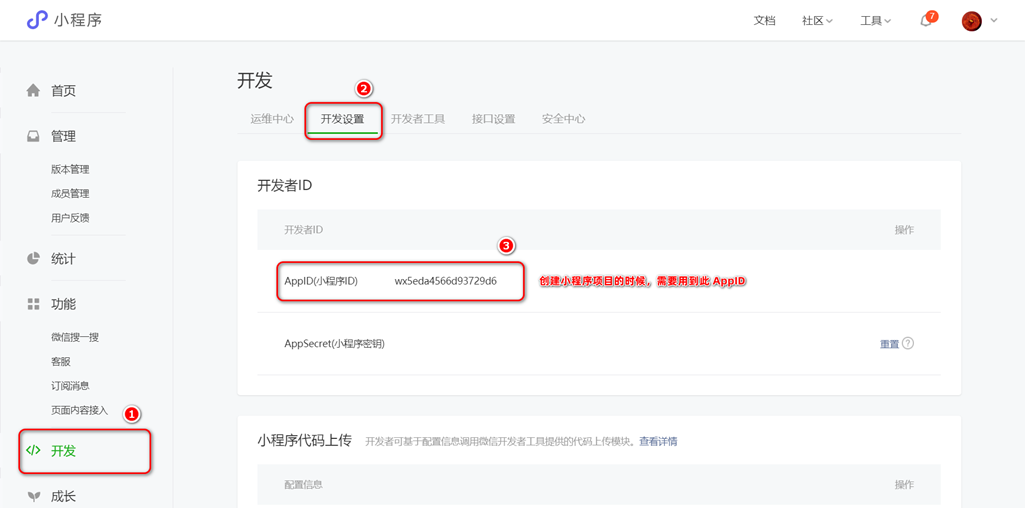 小程序
文档
社区
工具
7
首页
管理
版本管理
成员管理
用户反馈
统计
功能
微信搜一搜
客服
订阅消息
页面内容接入
1
开发
成长
开发
2
运维中心
开发设置
开发者工具
接口设置
安全中心
开发者ID
开发者ID
操作
3
AppID(小程序ID)
wx5eda4566d93729d6
创建小程序项目的时候，需要用到此 AppID
AppSecret(小程序密钥)
重置
?
小程序代码上传
开发者可基于配置信息调用微信开发者工具提供的代码上传模块。查看详情
配置信息
操作